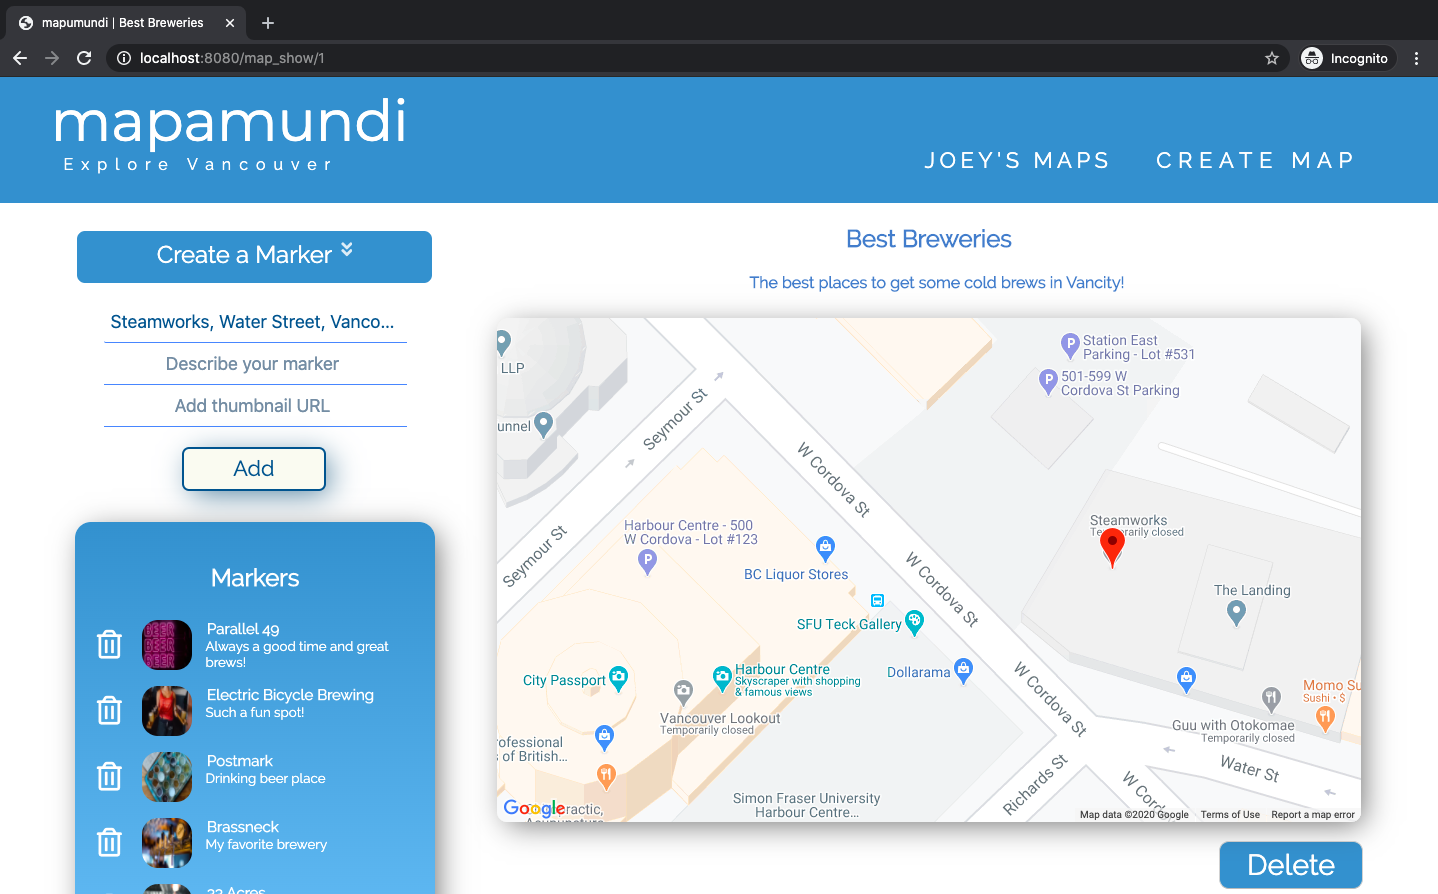 mapumundi | Best Breweries
localhost:8080/map_show/1
Incognito
mapamundi
Explore Vancouver
JOEY'S MAPS
CREATE MAP
Create a Marker
Steamworks, Water Street, Vanco...
Describe your marker
Add thumbnail URL
Add
Markers
Parallel 49
Always a good time and great
brews!
Electric Bicycle Brewing
Such a fun spot!
Postmark
Drinking beer place
Brassneck
My favorite brewery
33 Acres
Best Breweries
The best places to get some cold brews in Vancity!
LLP
Station East
Parking - Lot #531
501-599 W
Cordova St Parking
unnel
Seymour St
W Cordova St
Harbour Centre - 500
W Cordova - Lot #123
Seymour St
BC Liquor Stores
W Cordova St
Steamworks
Temporarily closed
The Landing
SFU Teck Gallery
City Passport
Harbour Centre
Skyscraper with shopping
& famous views
Dollarama
W Cordova St
Vancouver Lookout
Temporarily closed
Momo Su
Sushi • $
Guu with Otokomae
Temporarily closed
rofessional
s of British...
Water St
Richards St
W Cord
Simon Fraser University
Harbour Centre...
Google
Map data ©2020 Google
Terms of Use
Report a map error
Delete